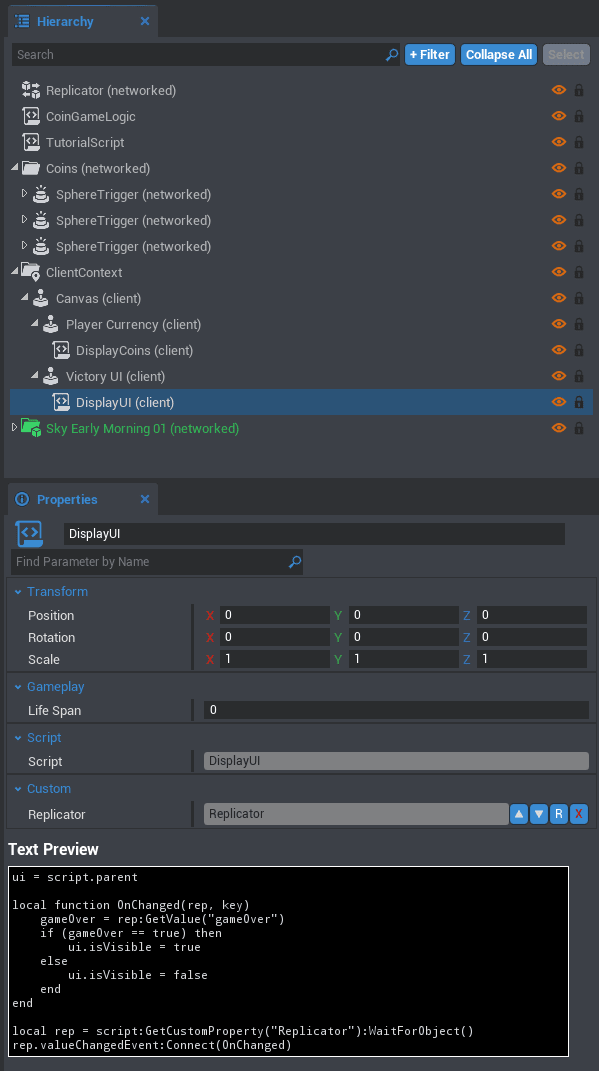 Hierarchy
Search
+ Filter
Collapse All
Select
Replicator (networked)
CoinGameLogic
TutorialScript
Coins (networked)
SphereTrigger (networked)
SphereTrigger (networked)
SphereTrigger (networked)
ClientContext
Canvas (client)
Player Currency (client)
DisplayCoins (client)
Victory UI (client)
DisplayUI (client)
Sky Early Morning 01 (networked)
Properties
DisplayUI
Find Parameter by Name
Transform
Position X 0 Y 0 Z 0
Rotation X 0 Y 0 Z 0
Scale X 1 Y 1 Z 1
Gameplay
Life Span 0
Script
Script DisplayUI
Custom
Replicator Replicator R X
Text Preview
ui = script.parent
local function OnChanged(rep, key)
    gameOver = rep:GetValue("gameOver")
    if (gameOver == true) then
        ui.isVisible = true
    else
        ui.isVisible = false
    end
end
local rep = script:GetCustomProperty("Replicator"):WaitForObject()
rep.valueChangedEvent:Connect(OnChanged)